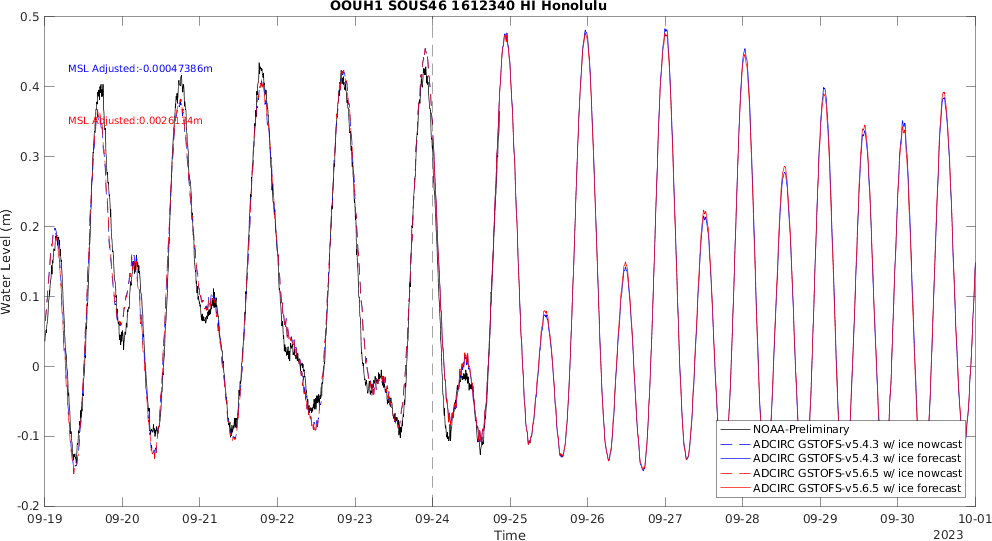 OOUH1 SOUS46 1612340 HI Honolulu
MSL Adjusted:-0.00047386m
MSL Adjusted:0.0026134m
Water Level (m)
0.5
0.4
0.3
0.2
0.1
0
-0.1
-0.2
NOAA-Preliminary
ADCIRC GSTOFS-v5.4.3 w/ ice nowcast
ADCIRC GSTOFS-v5.4.3 w/ ice forecast
ADCIRC GSTOFS-v5.6.5 w/ ice nowcast
ADCIRC GSTOFS-v5.6.5 w/ ice forecast
09-19 09-20 09-21 09-22 09-23 09-24 09-25 09-26 09-27 09-28 09-29 09-30 10-01
Time
2023